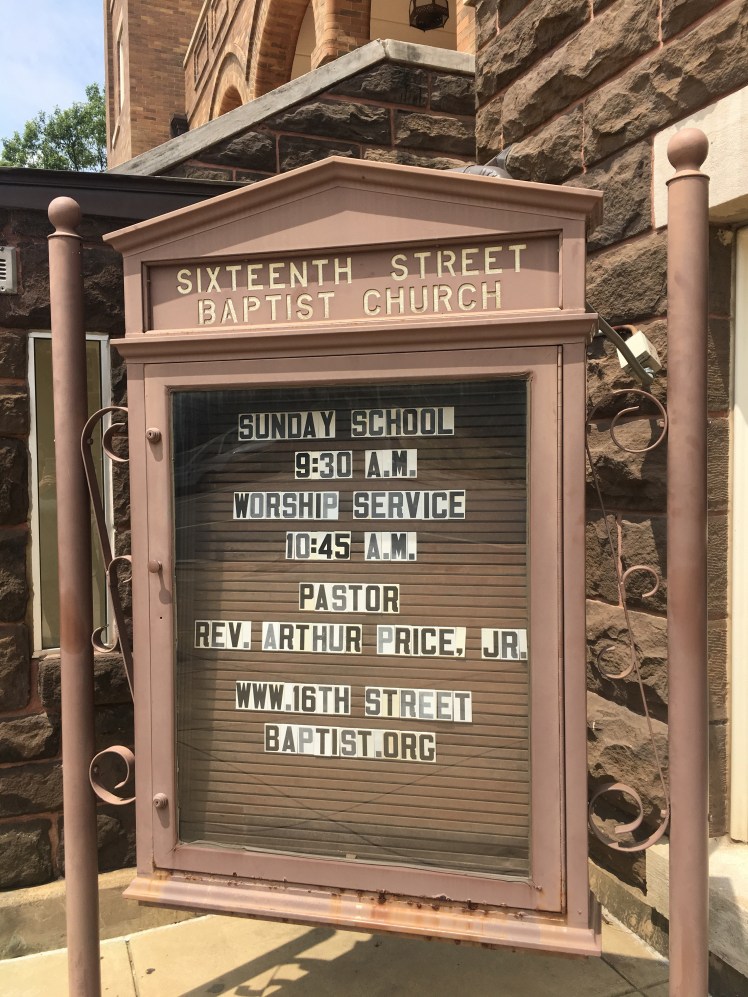 SIXTEENTH STREET
BAPTIST CHURCH
SUNDAY SCHOOL
9:30 A.M.
WORSHIP SERVICE
10:45 A.M.
PASTOR
REV. ARTHUR PRICE, JR.
WWW.16TH STREET
BAPTIST.ORG